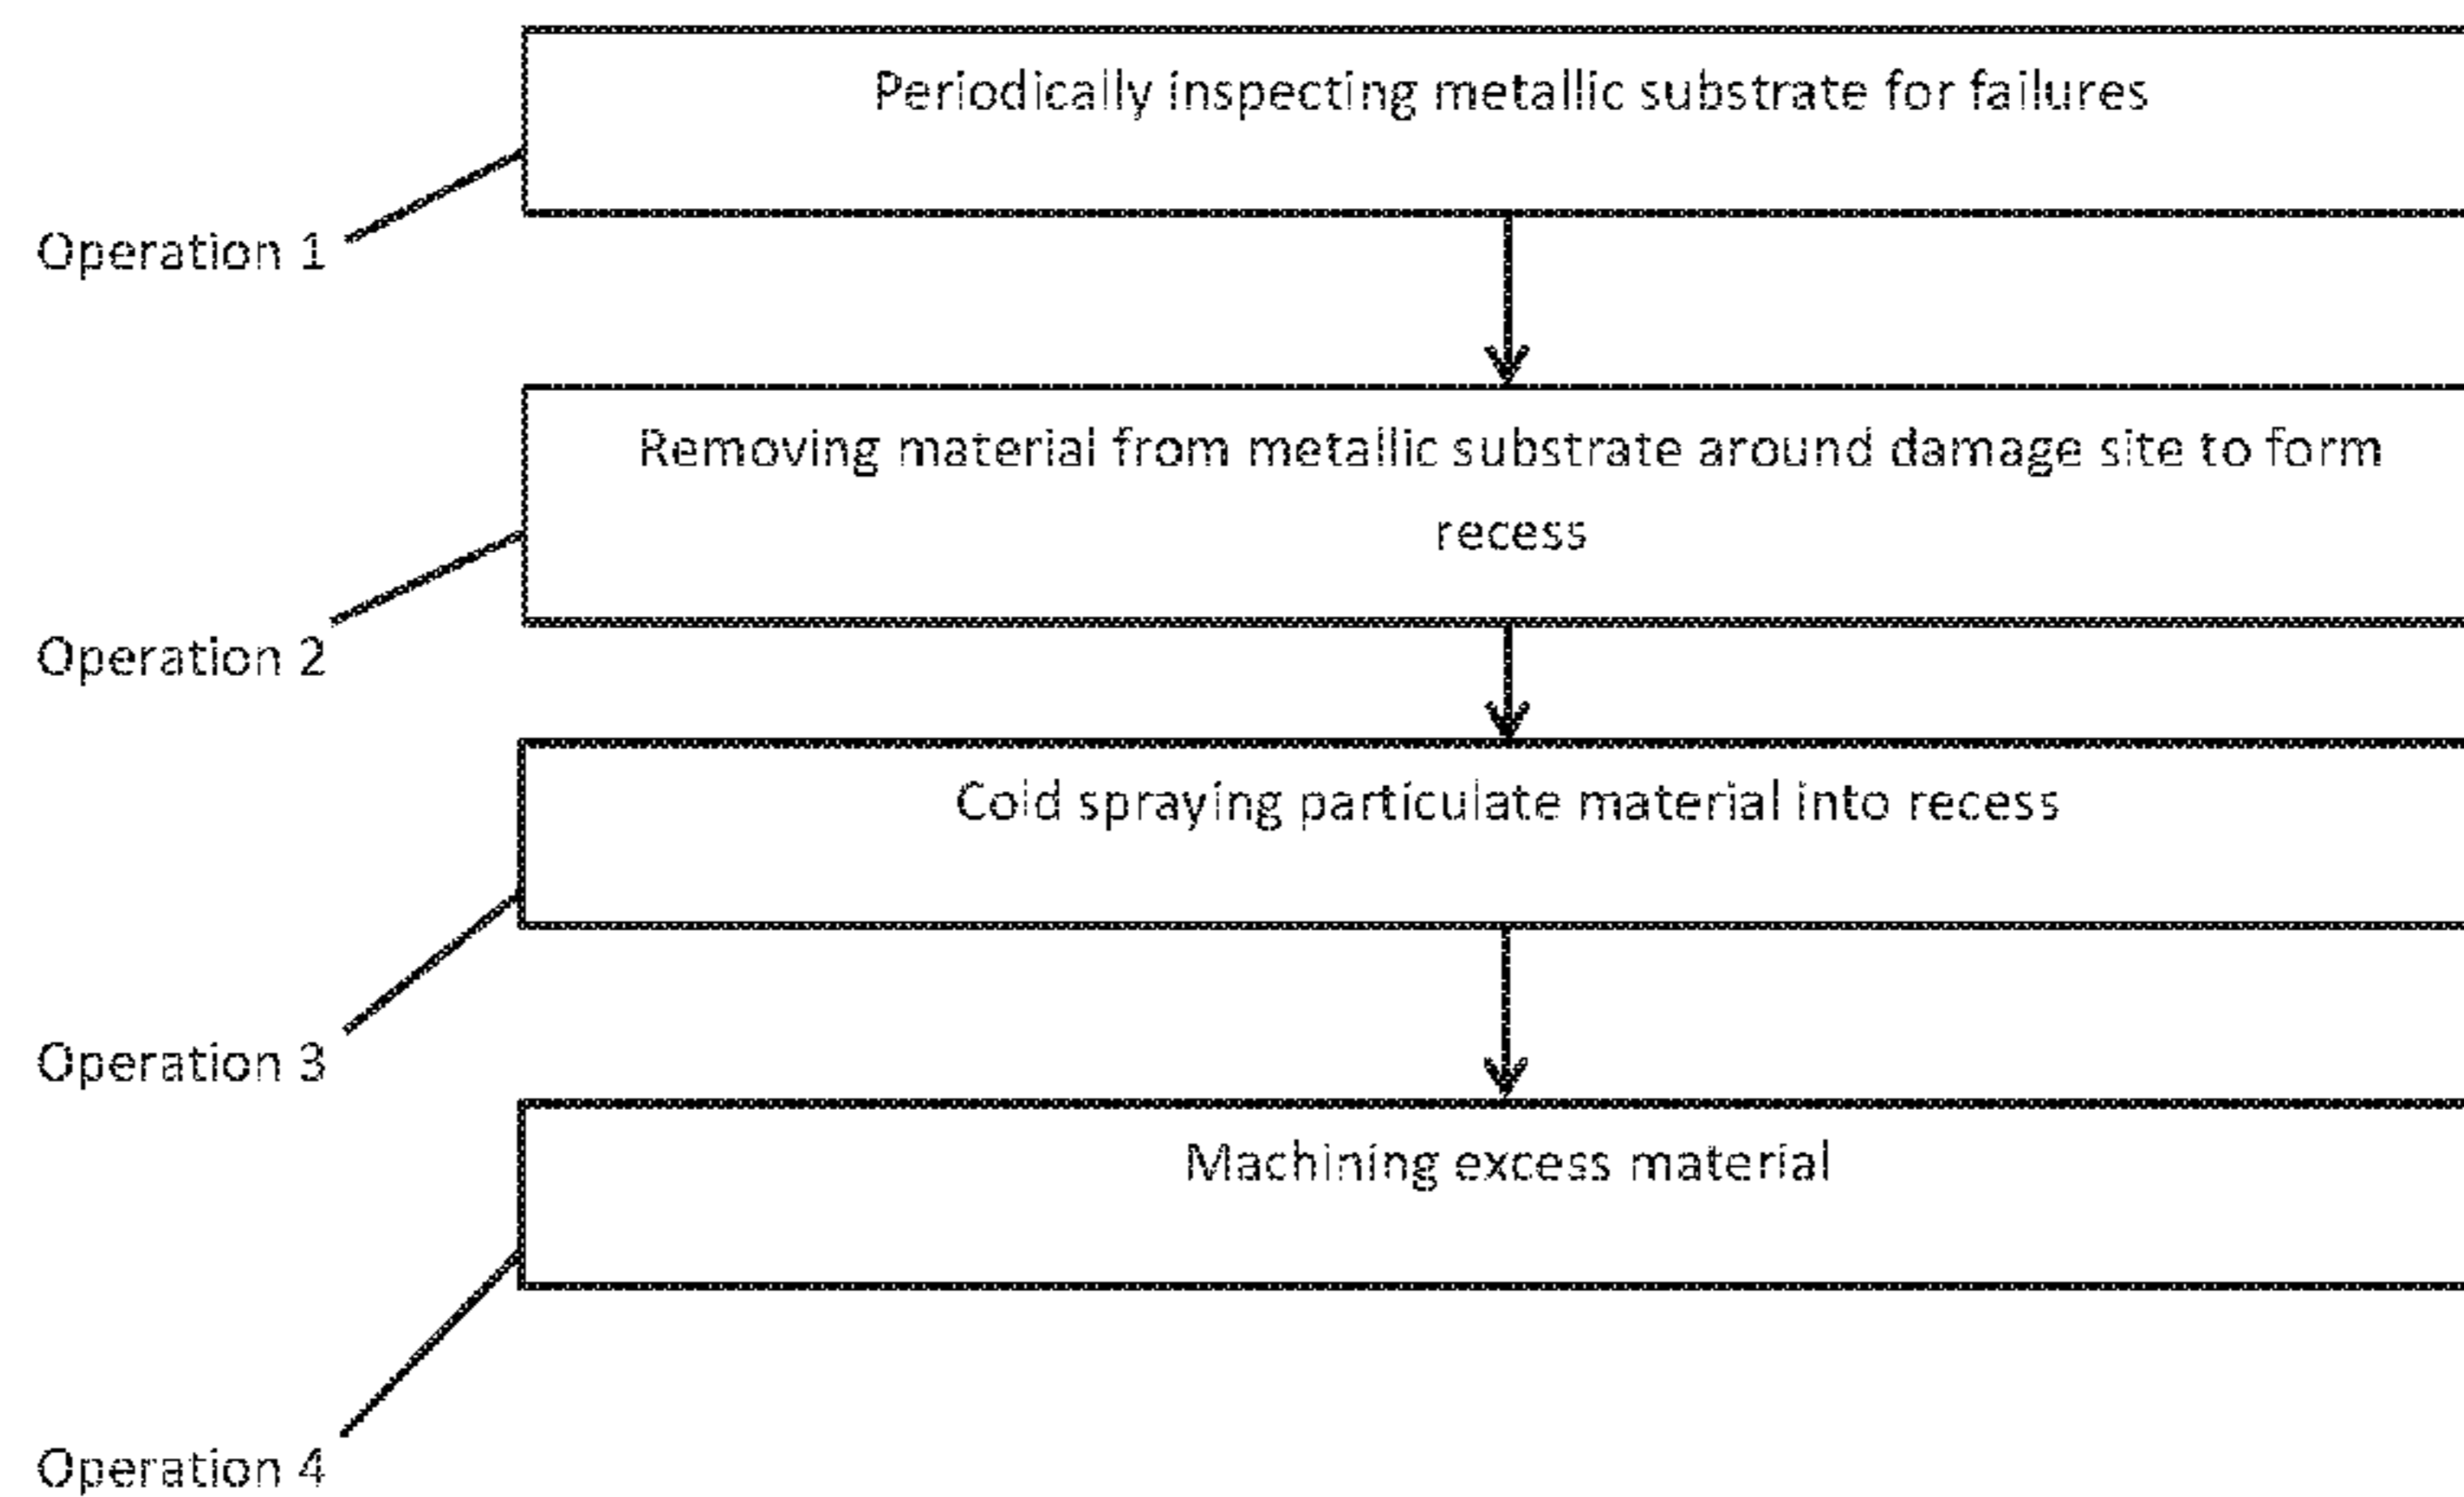 Periodically inspecting metallic substrate for failures
Operation 1
Removing material from metallic substrate around damage site to form
recess
Operation 2
Cold spraying particulate material into recess
Operation 3
Machining excess material
Operation 4